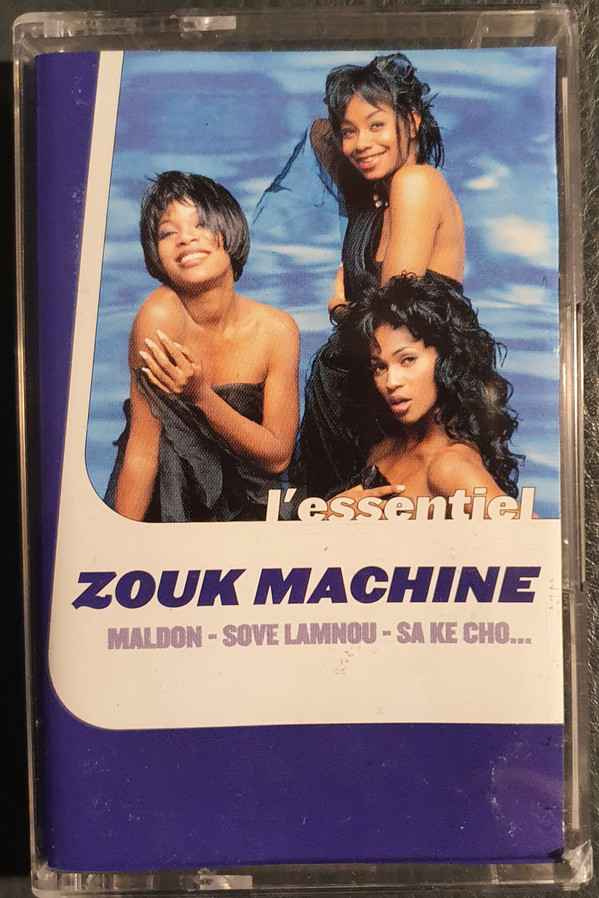 l'essentiel
ZOUK MACHINE
MALDON - SOVE LAMNOU - SA KE CHO...